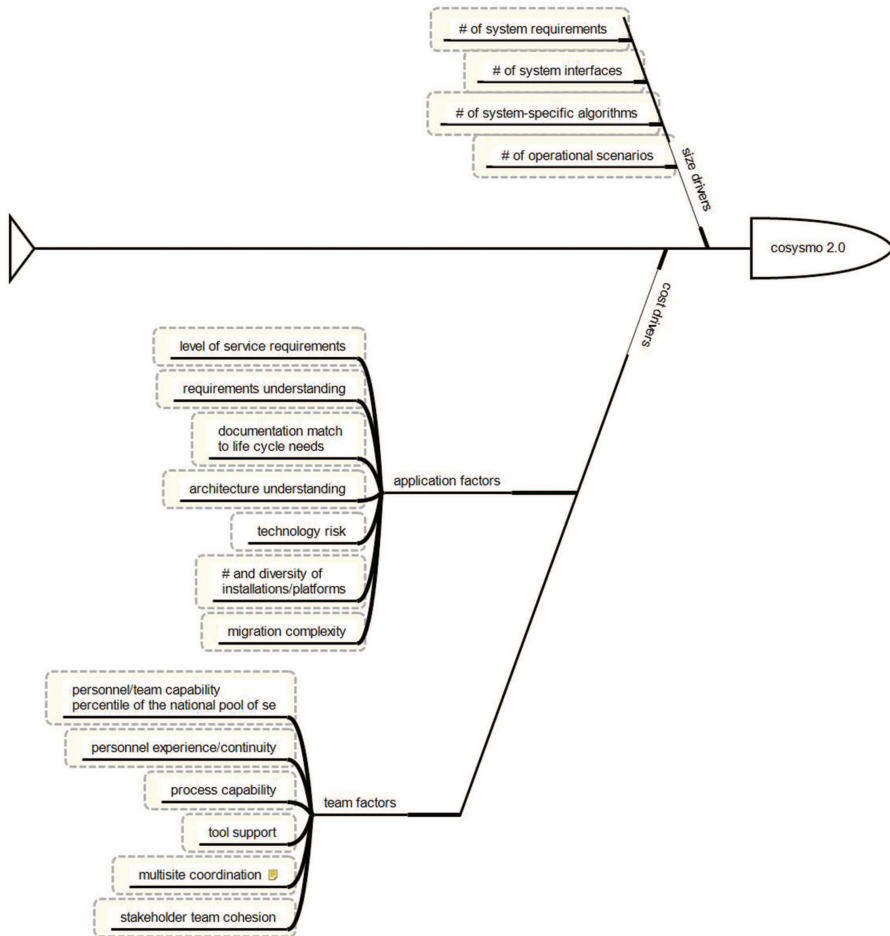 # of system requirements
# of system interfaces
# of system-specific algorithms
# of operational scenarios
size drivers
cosysmo 2.0
cost drivers
level of service requirements
requirements understanding
documentation match
to life cycle needs
architecture understanding
application factors
technology risk
# and diversity of
installations/platforms
migration complexity
personnel/team capability
percentile of the national pool of se
personnel experience/continuity
process capability
team factors
tool support
multisite coordination
stakeholder team cohesion